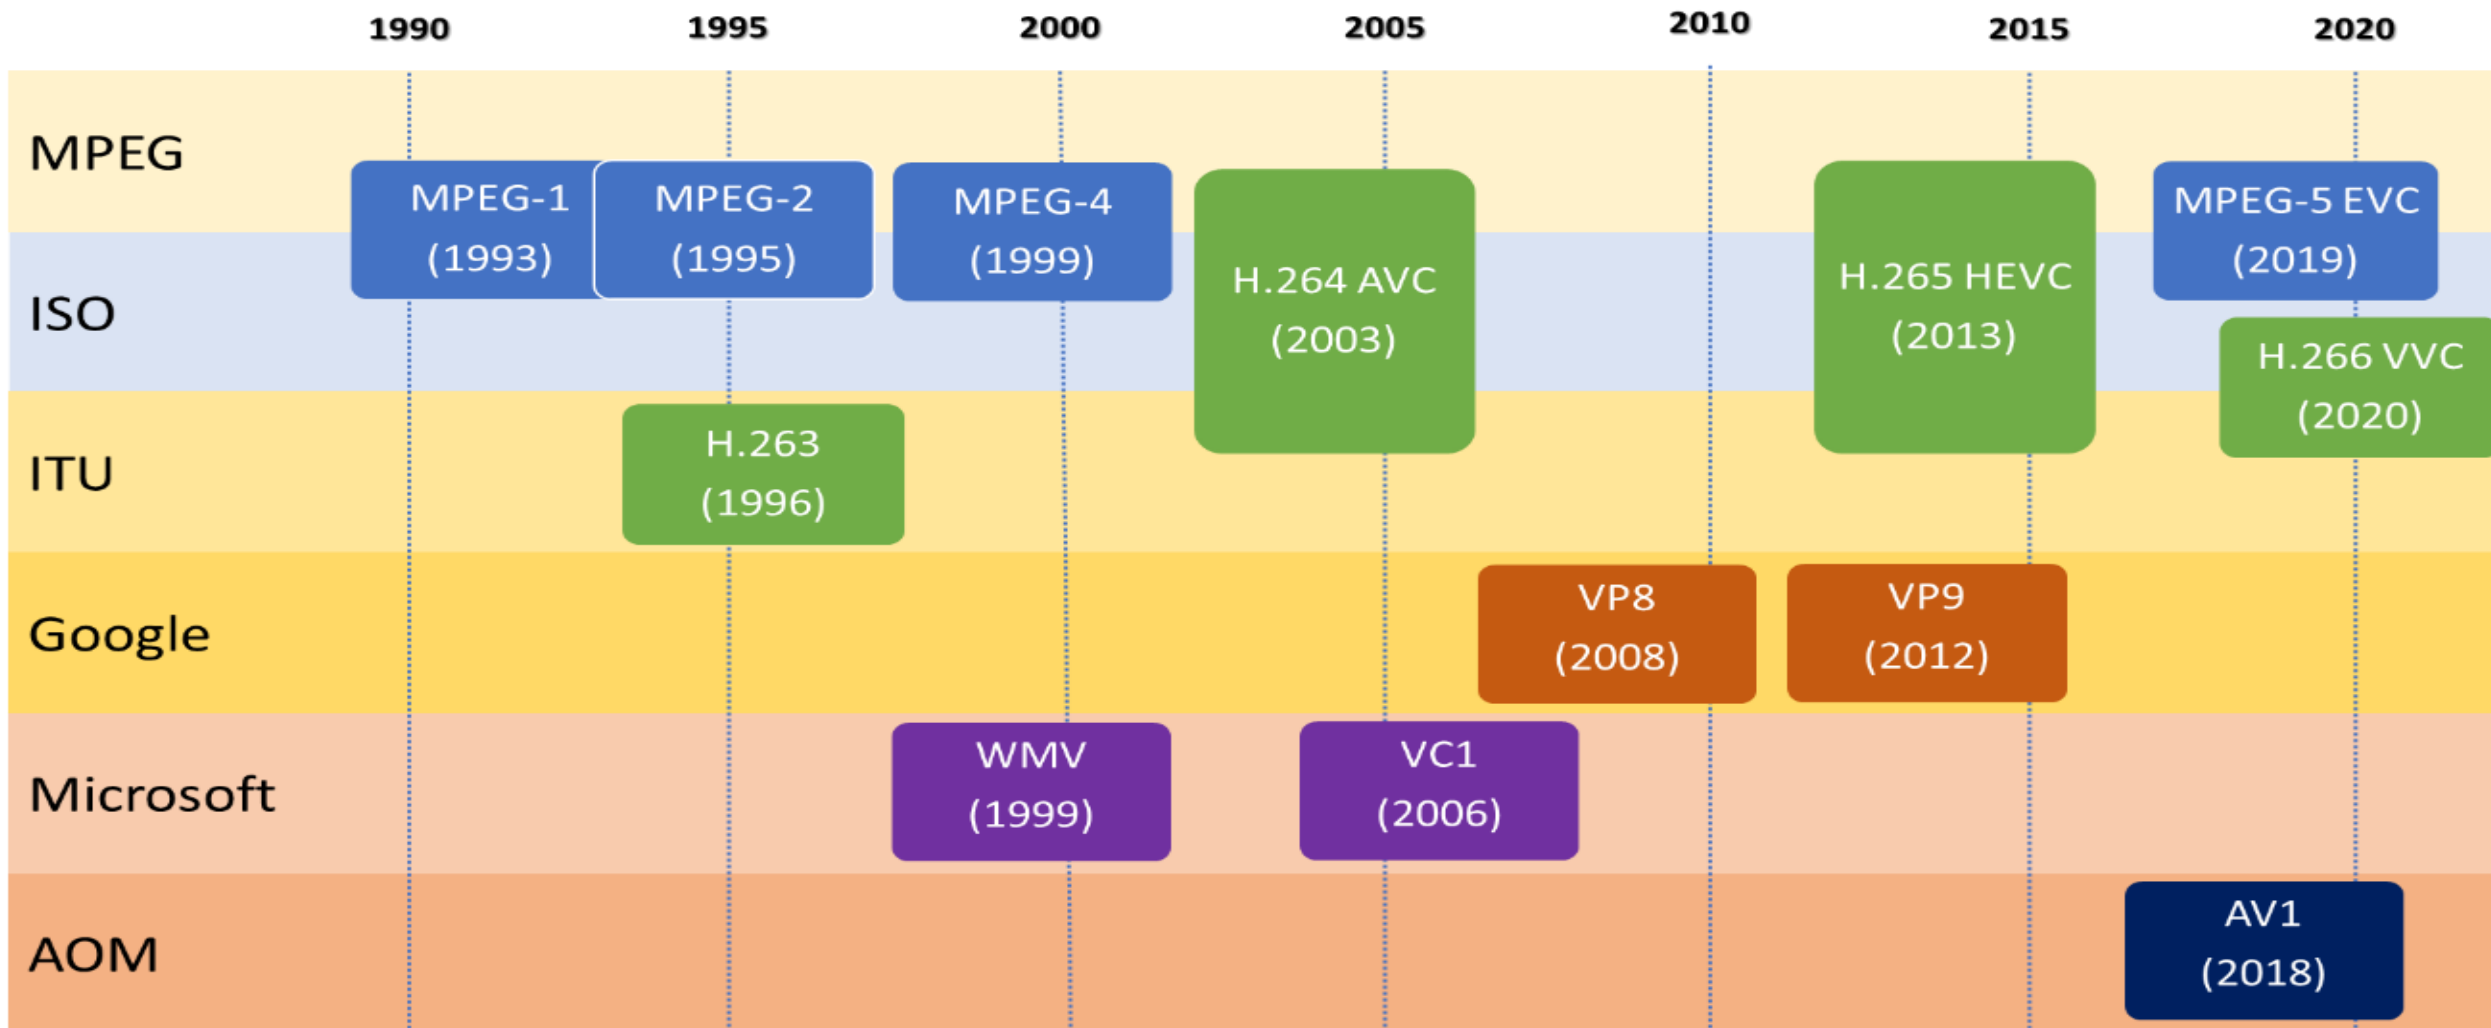 1990 1995 2000 2005 2010 2015 2020
MPEG
MPEG-1
(1993)
MPEG-2
(1995)
MPEG-4
(1999)
H.264 AVC
(2003)
H.265 HEVC
(2013)
MPEG-5 EVC
(2019)
ISO
H.266 VVC
(2020)
ITU
H.263
(1996)
Google
VP8
(2008)
VP9
(2012)
Microsoft
WMV
(1999)
VC1
(2006)
AOM
AV1
(2018)